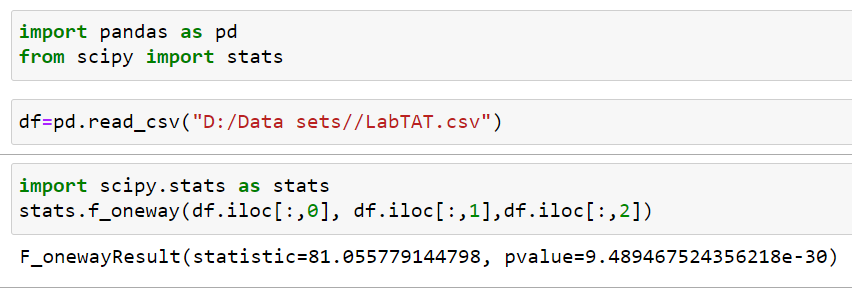 import pandas as pd
from scipy import stats
df=pd.read_csv("D:/Data sets//LabTAT.csv")
import scipy.stats as stats
stats.f_oneway(df.iloc[:,0], df.iloc[:,1],df.iloc[:,2])
F_onewayResult(statistic=81.055779144798, pvalue=9.489467524356218e-30)